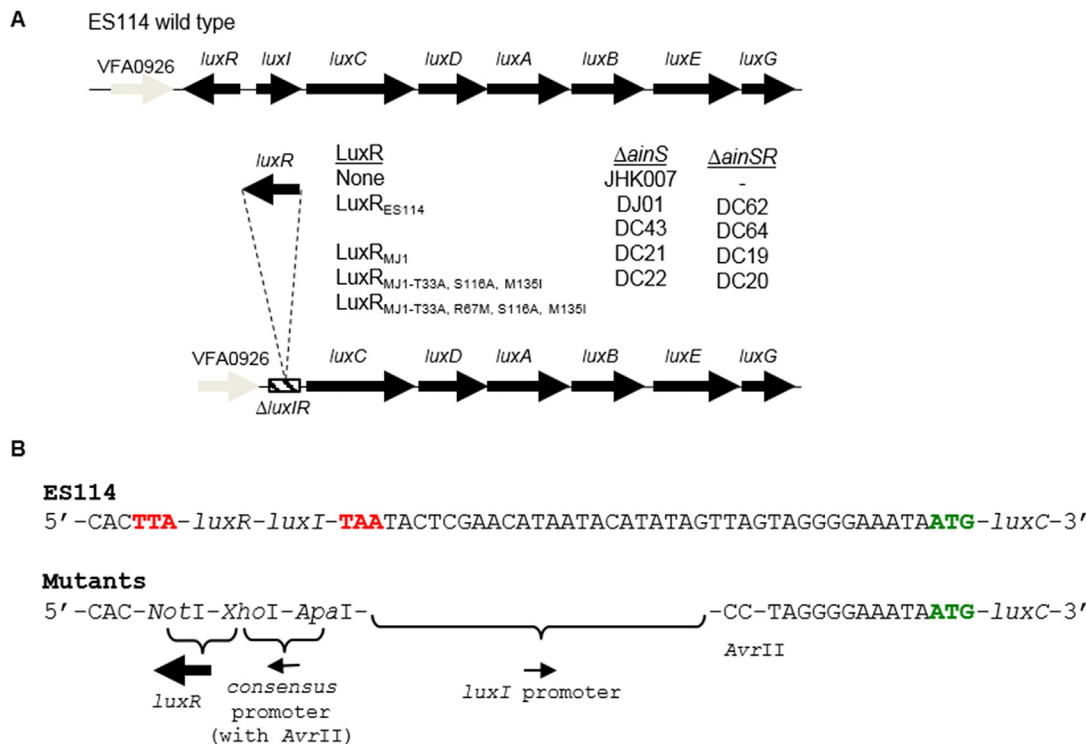 A
ES114 wild type
VFA0926 luxR luxI luxC luxD luxA luxB luxE luxG
luxR
LuxR ΔainS ΔainSR
None JHK007 -
LuxRES114 DJ01 DC62
DC43 DC64
LuxRMJ1 DC21 DC19
LuxRMJ1-T33A, S116A, M135I DC22 DC20
LuxRMJ1-T33A, R67M, S116A, M135I
VFA0926 luxC luxD luxA luxB luxE luxG
ΔluxIR
B
ES114
5’-CACTTA-luxR-luxI-TAATACTCGAACATAATACATATAGTTAGTAGGGGAAATAATG-luxC-3’
Mutants
5’-CAC-NotI-XhoI-ApaI- -CC-TAGGGGAAATAATG-luxC-3’
AvrII
luxR consensus luxI promoter
promoter
(with AvrII)